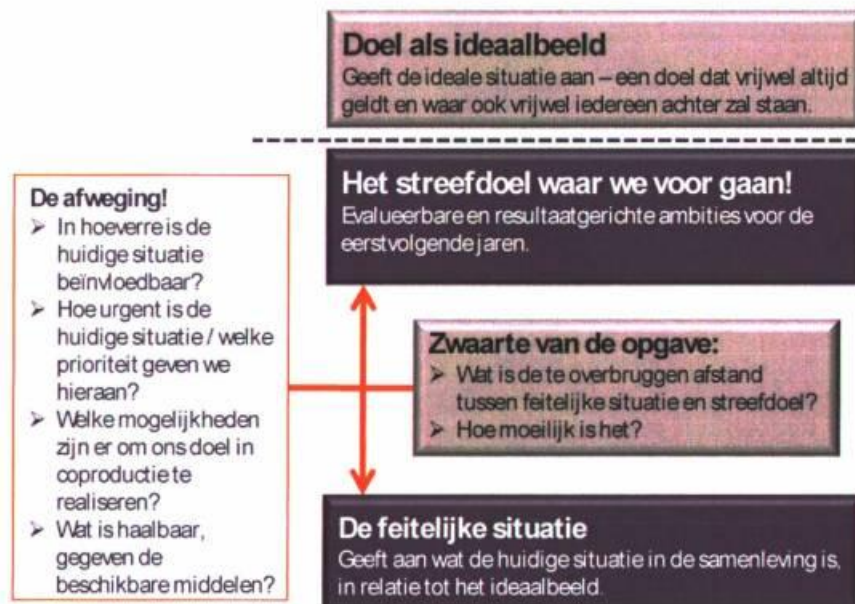 Doel als ideaalbeeld
Geeft de ideale situatie aan – een doel dat vrijwel altijd
geldt en waar ook vrijwel iedereen achter zal staan.
Het streefdoel waar we voor gaan!
Evalueerbare en resultaatgerichte ambities voor de
eerstvolgende jaren.
De afweging!
➢ In hoeverre is de
huidige situatie
beïnvloedbaar?
➢ Hoe urgent is de
huidige situatie / welke
prioriteit geven we
hieraan?
➢ Welke mogelijkheden
zijn er om ons doel in
coproductie te
realiseren?
➢ Wat is haalbaar,
gegeven de
beschikbare middelen?
Zwaarte van de opgave:
➢ Wat is de te overbruggen afstand
tussen feitelijke situatie en streefdoel?
➢ Hoe moeilijk is het?
De feitelijke situatie
Geeft aan wat de huidige situatie in de samenleving is,
in relatie tot het ideaalbeeld.